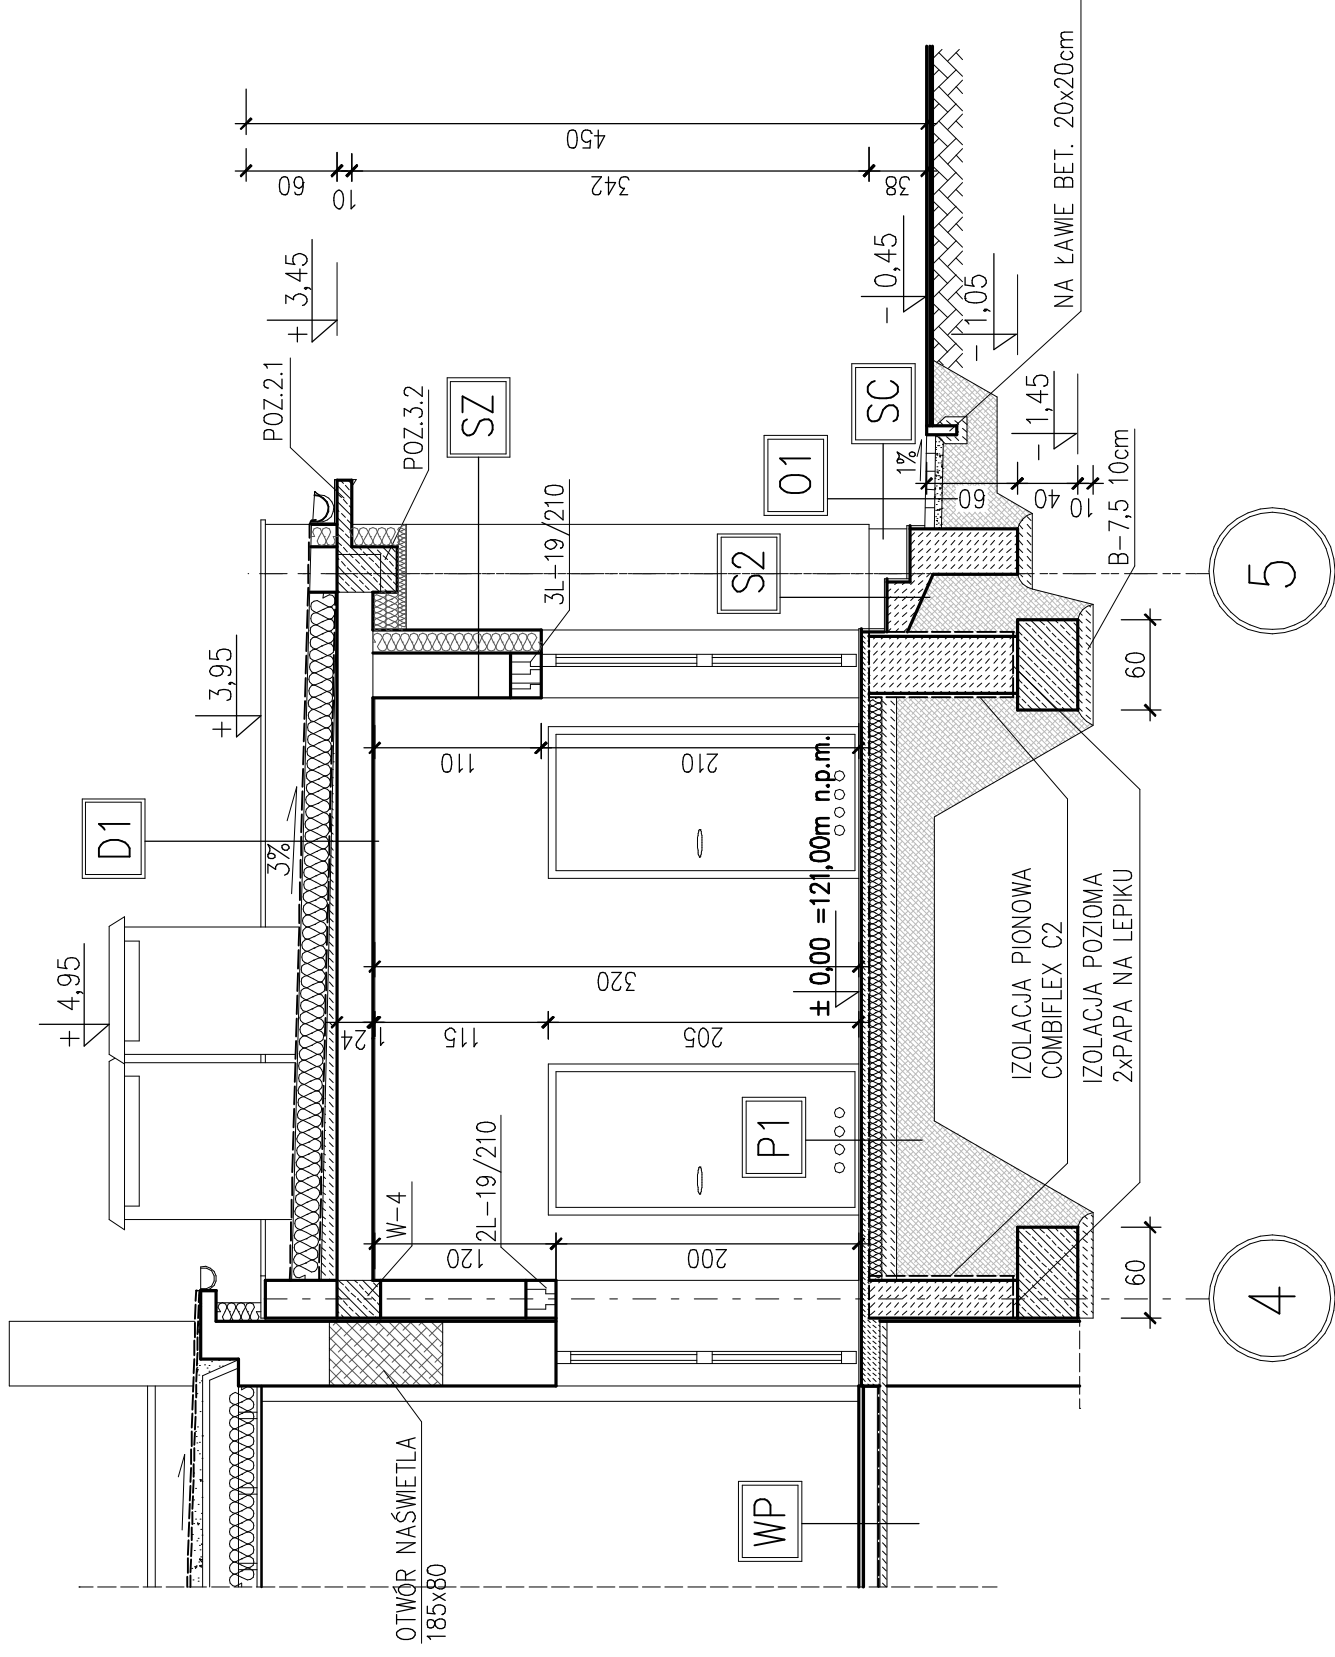 + 4,95
D1
+ 3,95
3%
POZ.2.1
+ 3,45
60
10
342
38
450
POZ.3.2
SZ
3L-19/210
W-4
2L-19/210
OTWÓR NAŚWIETLA
185x80
24
1
115
205
320
110
210
120
200
± 0,00 =121,00m n.p.m.
P1
WP
S2
O1
SC
1%
- 0,45
- 1,05
- 1,45
60
40
10
NA ŁAWIE BET. 20x20cm
B-7,5 10cm
IZOLACJA PIONOWA
COMBIFLEX C2
IZOLACJA POZIOMA
2xPAPA NA LEPIKU
60
60
4
5